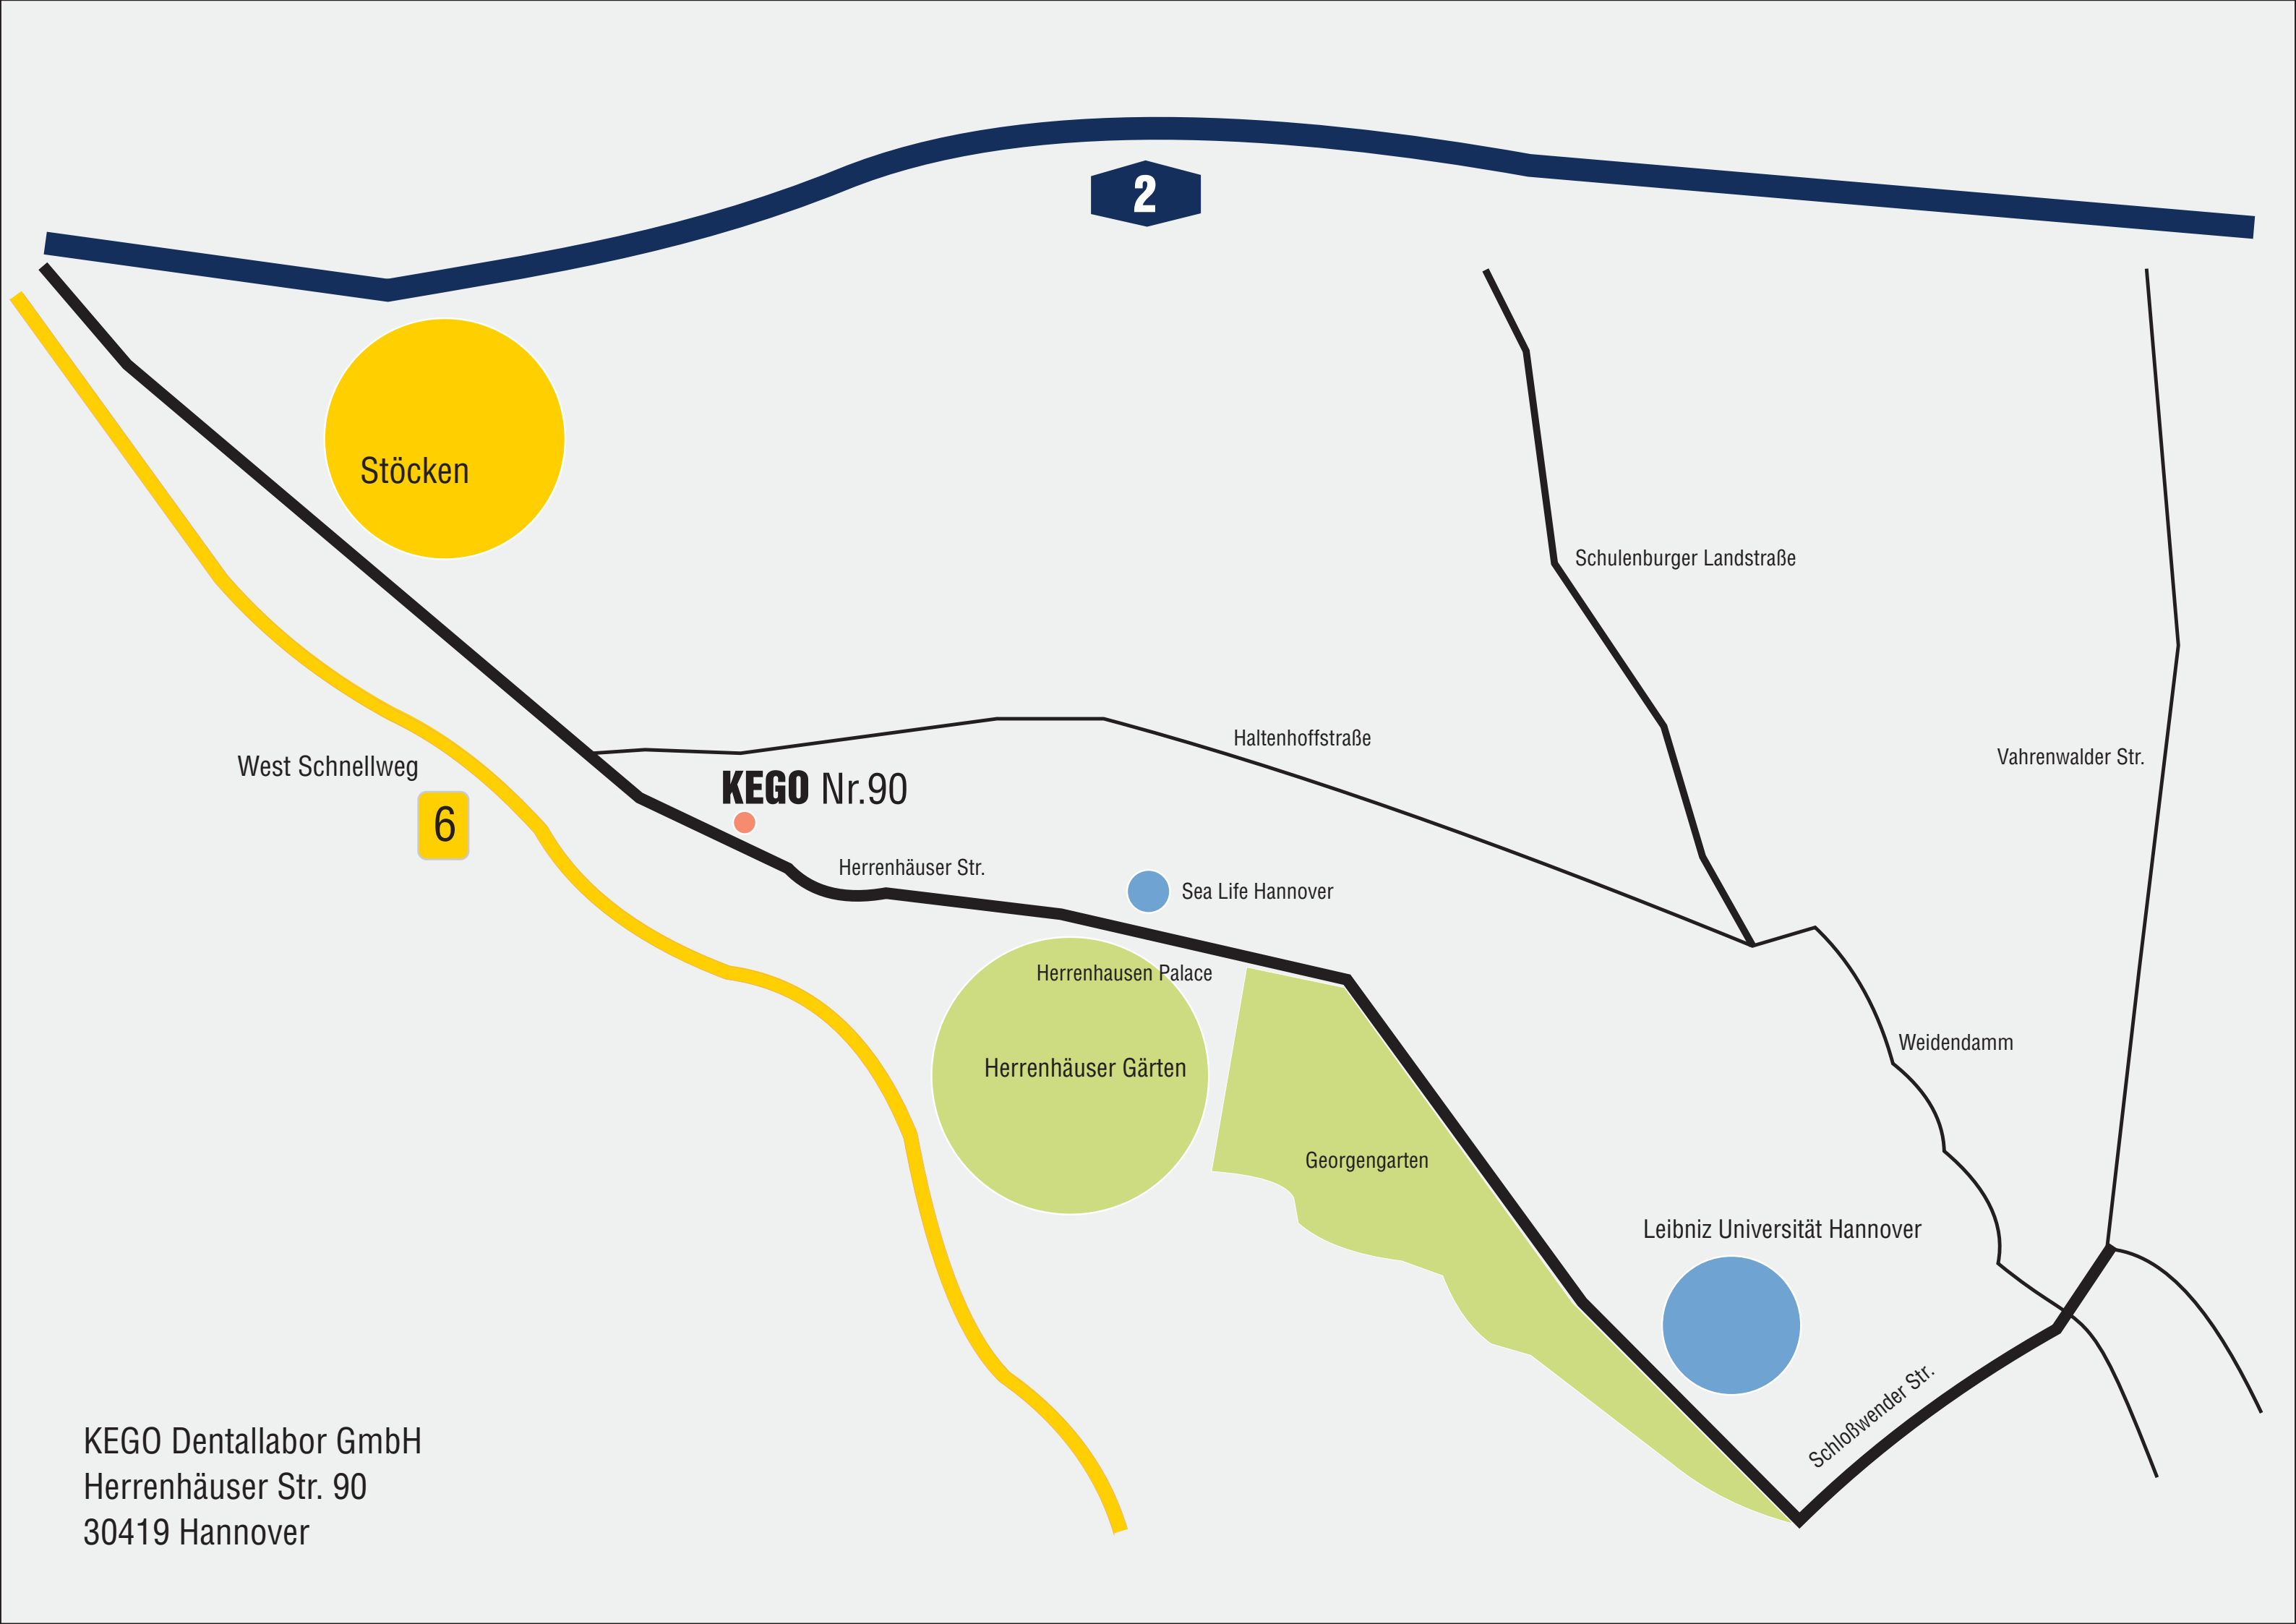 2
Stöcken
Schulenburger Landstraße
Haltenhoffstraße
Vahrenwalder Str.
West Schnellweg
6
KEGO Nr.90
Herrenhäuser Str.
Sea Life Hannover
Herrenhausen Palace
Weidendamm
Herrenhäuser Gärten
Georgengarten
Leibniz Universität Hannover
Schloßwender Str.
KEGO Dentallabor GmbH
Herrenhäuser Str. 90
30419 Hannover